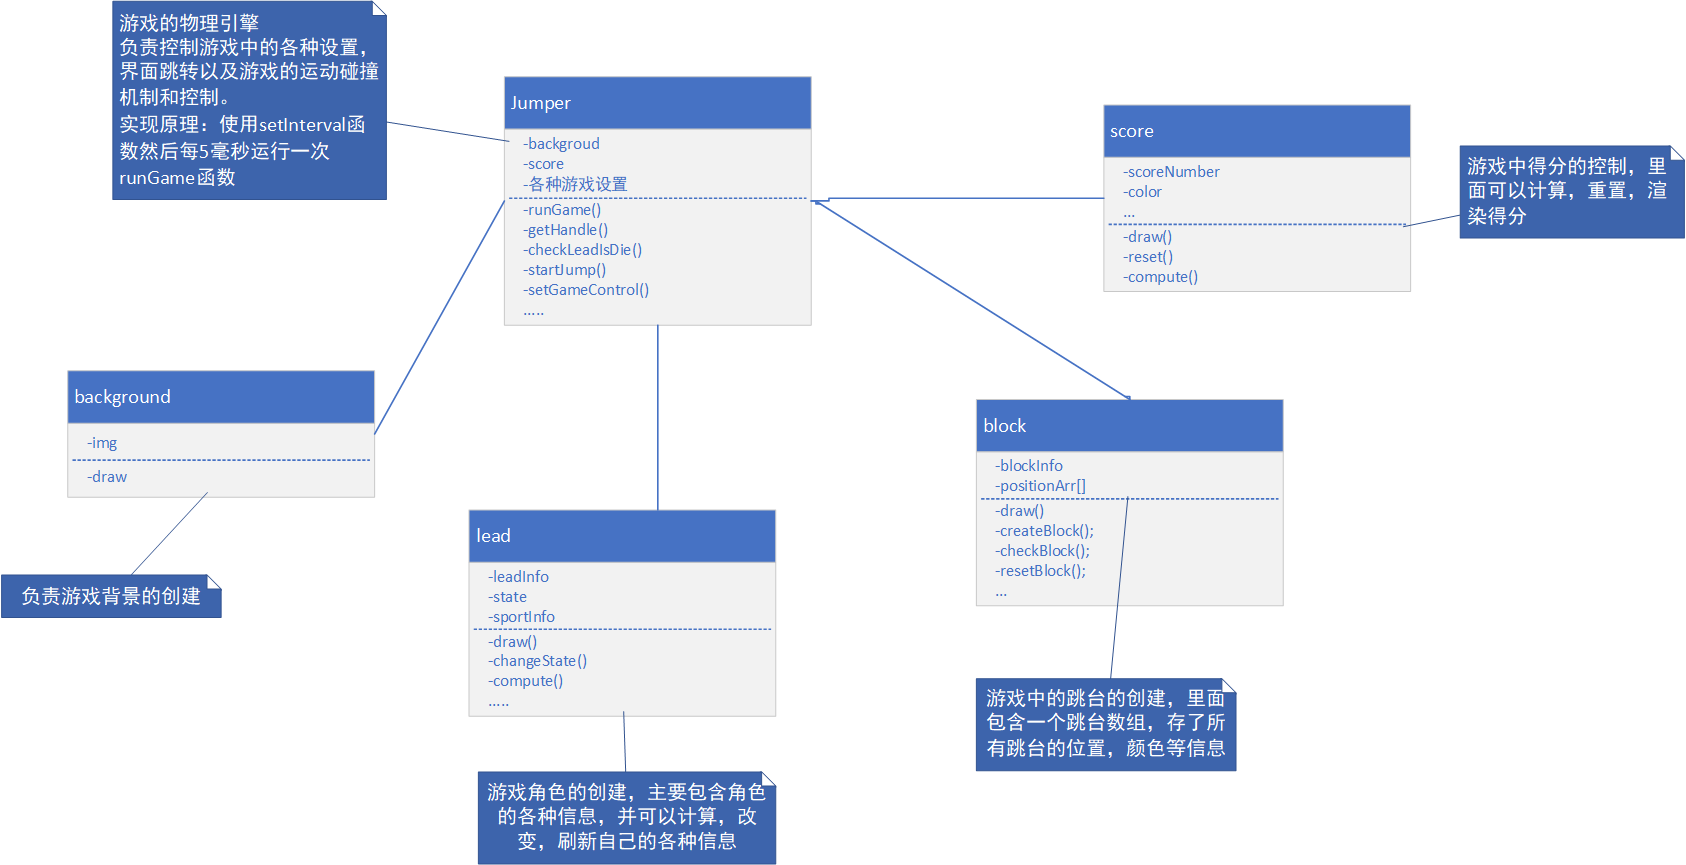 游戏的物理引擎
负责控制游戏中的各种设置，
界面跳转以及游戏的运动碰撞
机制和控制。
实现原理：使用setInterval函
数然后每5毫秒运行一次
runGame函数
Jumper
-backgroud
-score
-各种游戏设置
-runGame()
-getHandle()
-checkLeadIsDie()
-startJump()
-setGameControl()
.....
score
-scoreNumber
-color
...
-draw()
-reset()
-compute()
游戏中得分的控制，里
面可以计算，重置，渲
染得分
background
-img
-draw
负责游戏背景的创建
lead
-leadInfo
-state
-sportInfo
-draw()
-changeState()
-compute()
.....
游戏角色的创建，主要包含角色
的各种信息，并可以计算，改
变，刷新自己的各种信息
block
-blockInfo
-positionArr[]
-draw()
-createBlock();
-checkBlock();
-resetBlock();
...
游戏中的跳台的创建，里面
包含一个跳台数组，存了所
有跳台的位置，颜色等信息